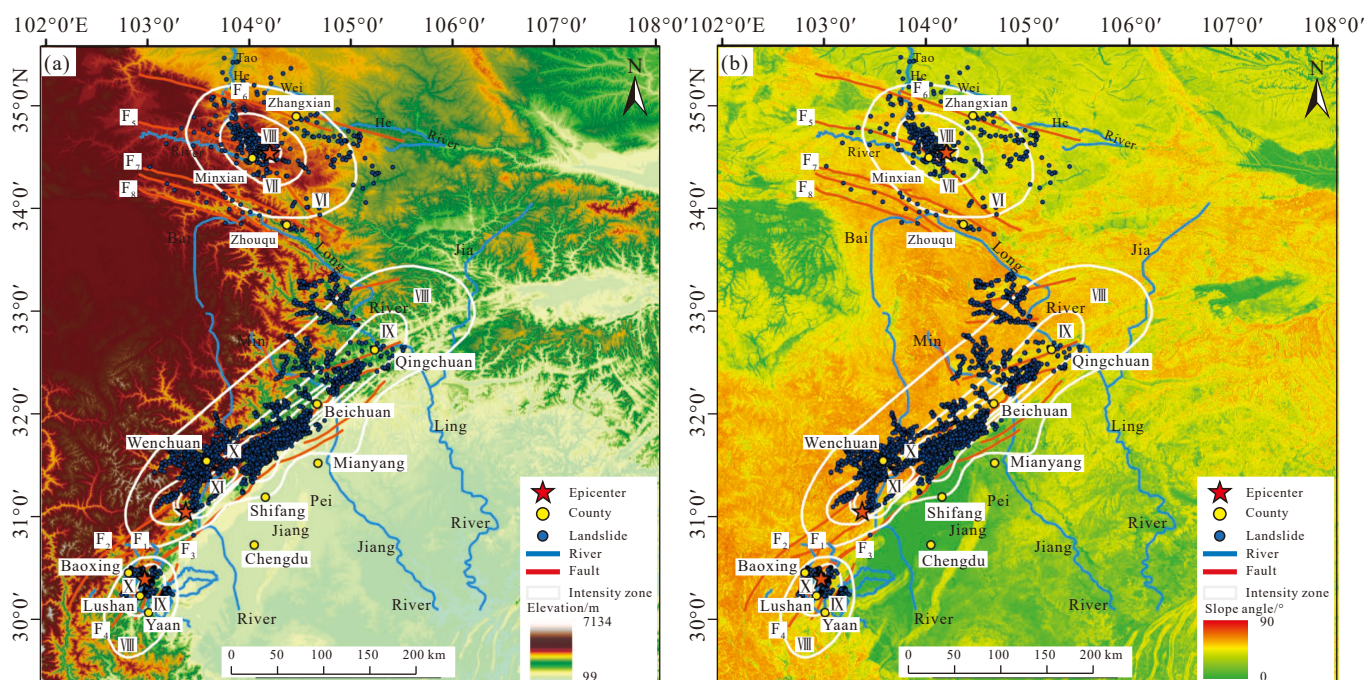 102°0′ 103°0′ 104°0′ 105°0′ 106°0′ 107°0′ 108°0′
(a)
N
35°0′N
34°0′
33°0′
32°0′
31°0′
30°0′
Tao
He
Wei
F6
Zhangxian
F5
He
River
Ⅷ
F7
Minxian
Ⅶ
F8
Ⅵ
Zhouqu
Bai
Long
Jia
Ⅷ
River
Ⅸ
Min
Qingchuan
Beichuan
Ling
Wenchuan
Ⅹ
Mianyang
Ⅺ
Shifang
Pei
Jiang
River
F2
F1
F3
Chengdu
Jiang
Baoxing
Ⅹ
Lushan
Ⅸ
Yaan
River
River
F4
Ⅷ
0 50 100 200 km
Epicenter
County
Landslide
River
Fault
Intensity zone
Elevation/m
7134
99
102°0′ 103°0′ 104°0′ 105°0′ 106°0′ 107°0′ 108°0′
(b)
N
35°0′N
34°0′
33°0′
32°0′
31°0′
30°0′
Tao
He
Wei
F6
Zhangxian
F5
He
River
River
Ⅷ
F7
Minxian
Ⅶ
F8
Ⅵ
Zhouqu
Bai
Long
Jia
Ⅷ
River
Ⅸ
Min
Qingchuan
Beichuan
Ling
Wenchuan
Ⅹ
Mianyang
Ⅺ
Shifang
Pei
Jiang
River
F2
F1
F3
Chengdu
Jiang
Baoxing
Ⅹ
Lushan
Ⅸ
Yaan
River
River
F4
Ⅷ
0 50 100 200 km
Epicenter
County
Landslide
River
Fault
Intensity zone
Slope angle/°
90
0